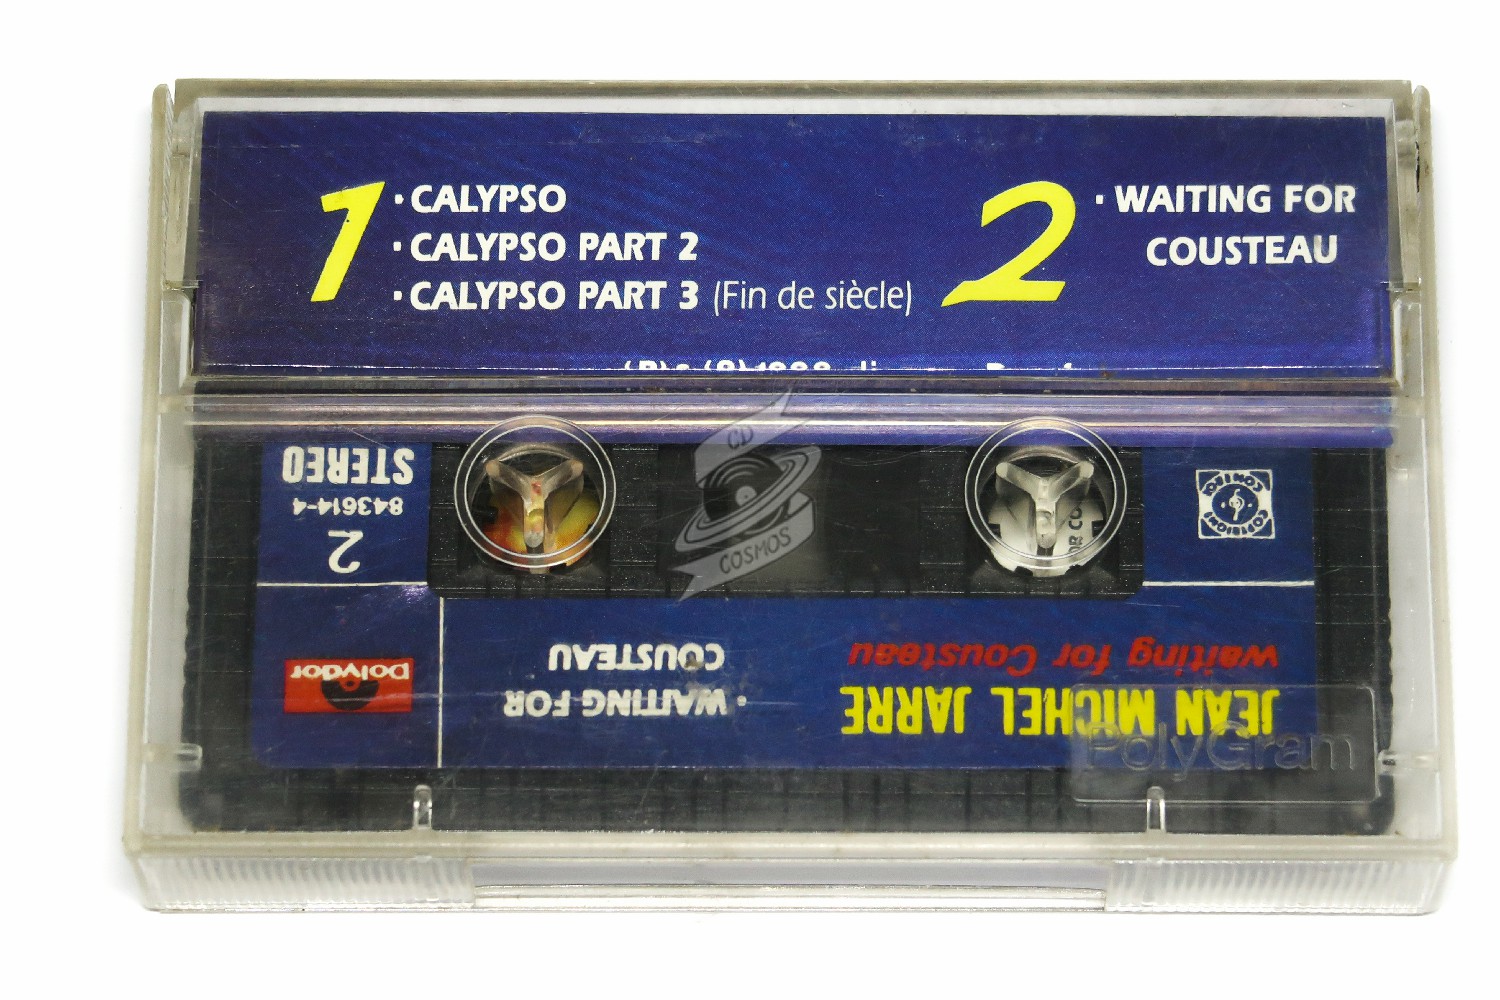 1
· CALYPSO
· CALYPSO PART 2
· CALYPSO PART 3 (Fin de siècle)
2
· WAITING FOR
COUSTEAU
CD
COSMOS
JEAN MICHEL JARRE
waiting for Cousteau
· WAITING FOR
COUSTEAU
polydor
2
843614-4
STEREO
PolyGram